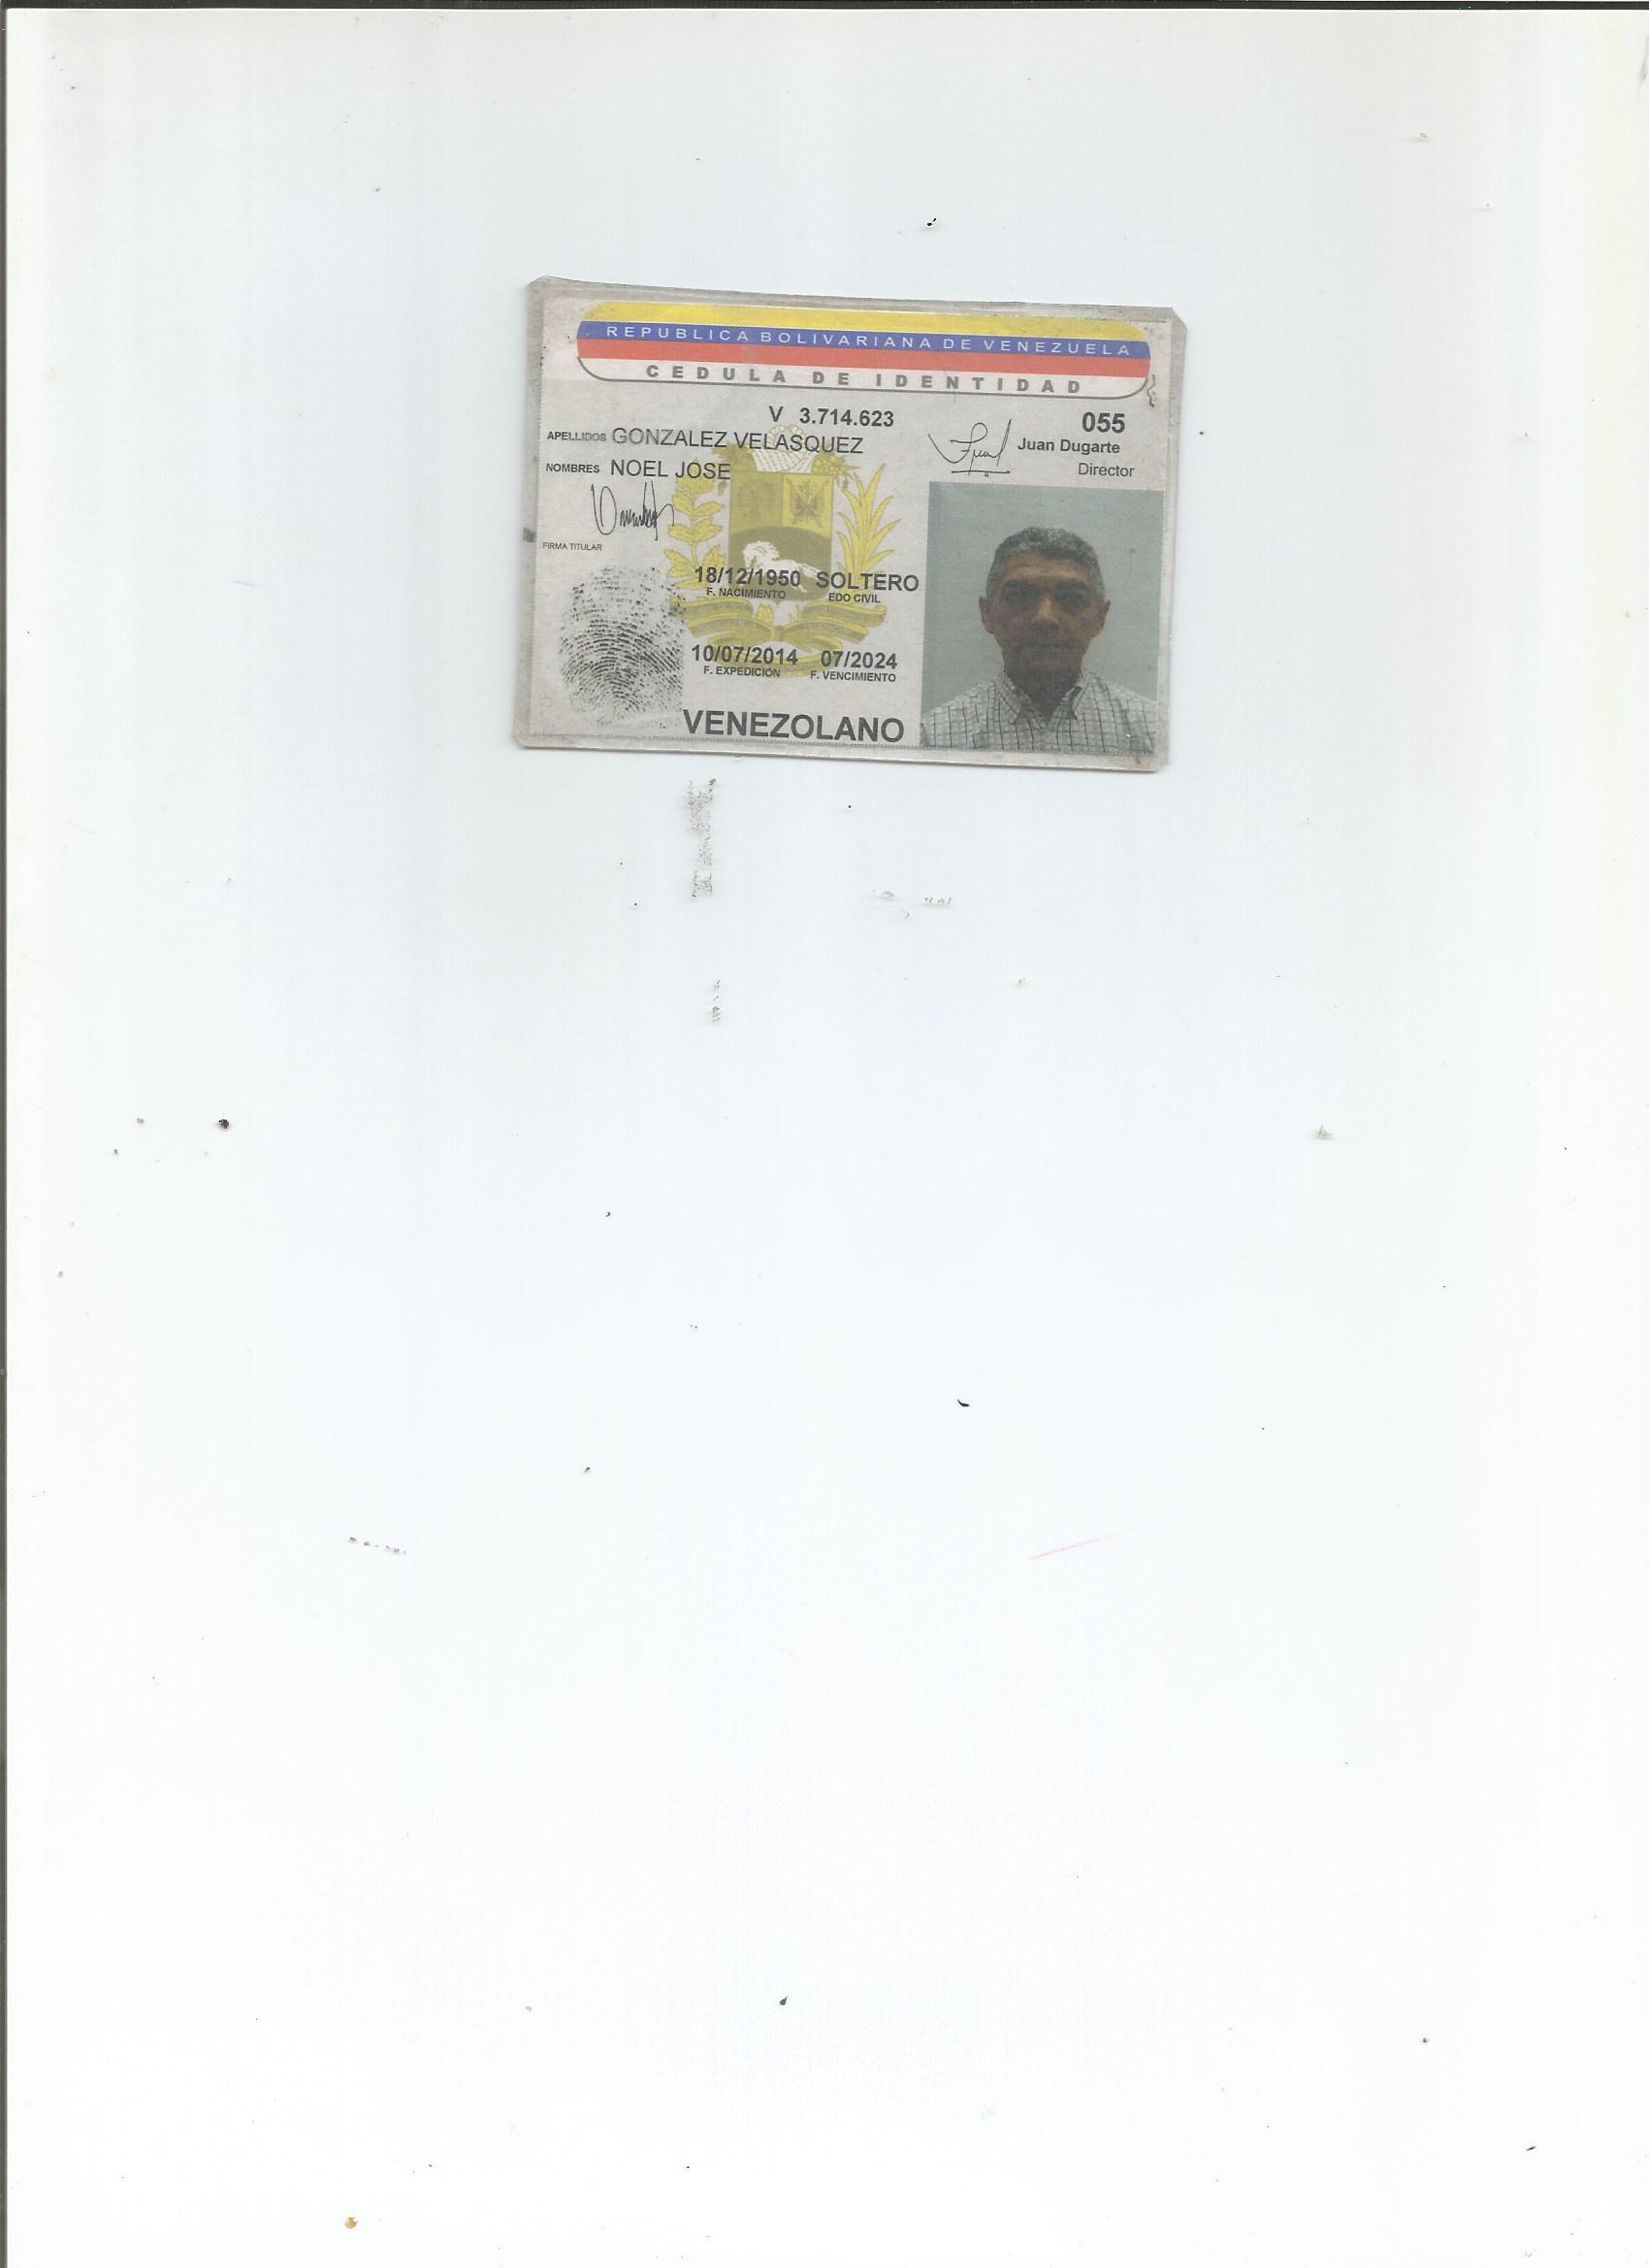 REPUBLICA BOLIVARIANA DE VENEZUELA
CEDULA DE IDENTIDAD
V 3.714.623
055
APELLIDOS GONZALEZ VELASQUEZ
Juan Dugarte
Director
NOMBRES NOEL JOSE
FIRMA TITULAR
18/12/1950 SOLTERO
F. NACIMIENTO EDO CIVIL
10/07/2014 07/2024
F. EXPEDICION F. VENCIMIENTO
VENEZOLANO